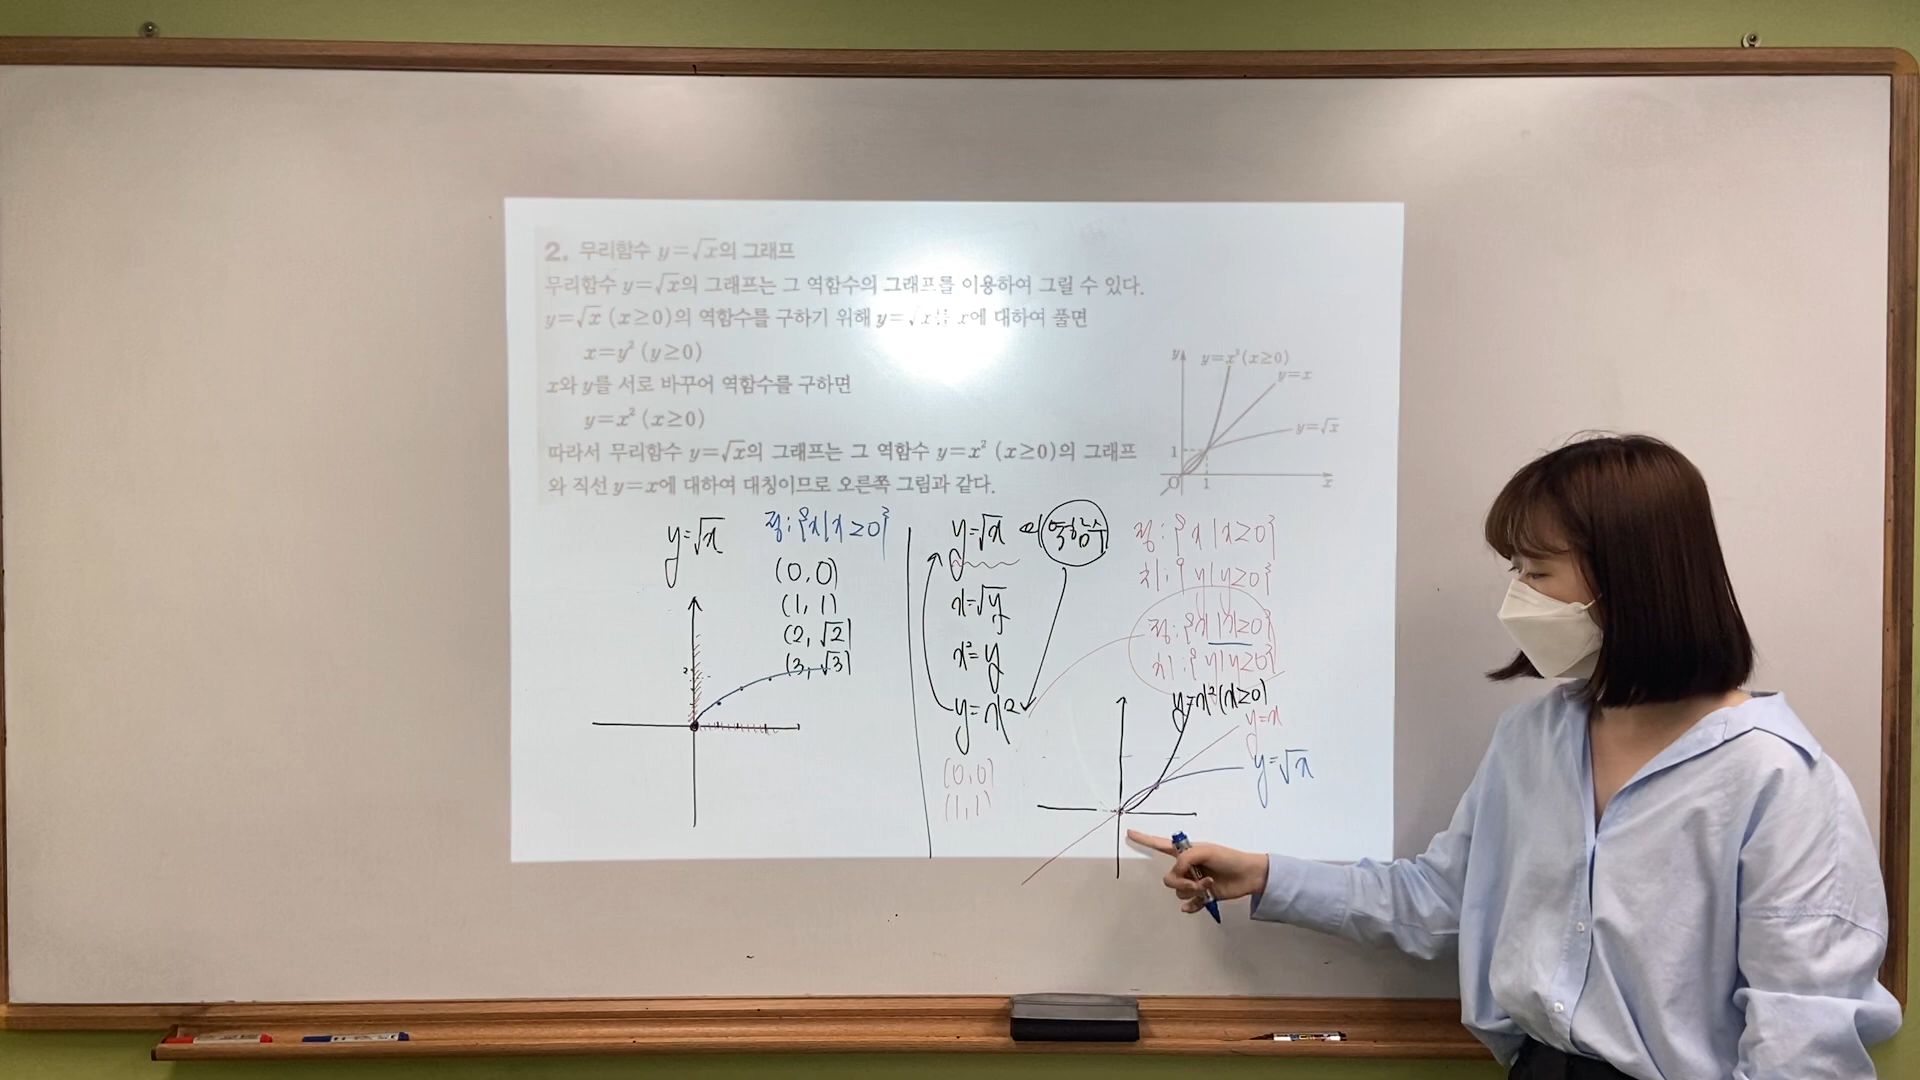 2. 무리함수 y=√x의 그래프
무리함수 y=√x의 그래프는 그 역함수의 그래프를 이용하여 그릴 수 있다.
y=√x (x≥0)의 역함수를 구하기 위해 y=√x를 x에 대하여 풀면
x=y² (y≥0)
x와 y를 서로 바꾸어 역함수를 구하면
y=x² (x≥0)
따라서 무리함수 y=√x의 그래프는 그 역함수 y=x² (x≥0)의 그래프
와 직선 y=x에 대하여 대칭이므로 오른쪽 그림과 같다.
y
y=x²(x≥0)
y=x
y=√x
1
O
1
x
y=√x
정: {x|x≥0}
(0,0)
(1,1)
(2,√2)
(3,√3)
2
y=√x 의 역함수
x=√y
x²=y
y=x²
(0,0)
(1,1)
정: {x|x≥0}
치: {y|y≥0}
정: {x|x≥0}
치: {y|y≥0}
y=x²(x≥0)
y=x
y=√x